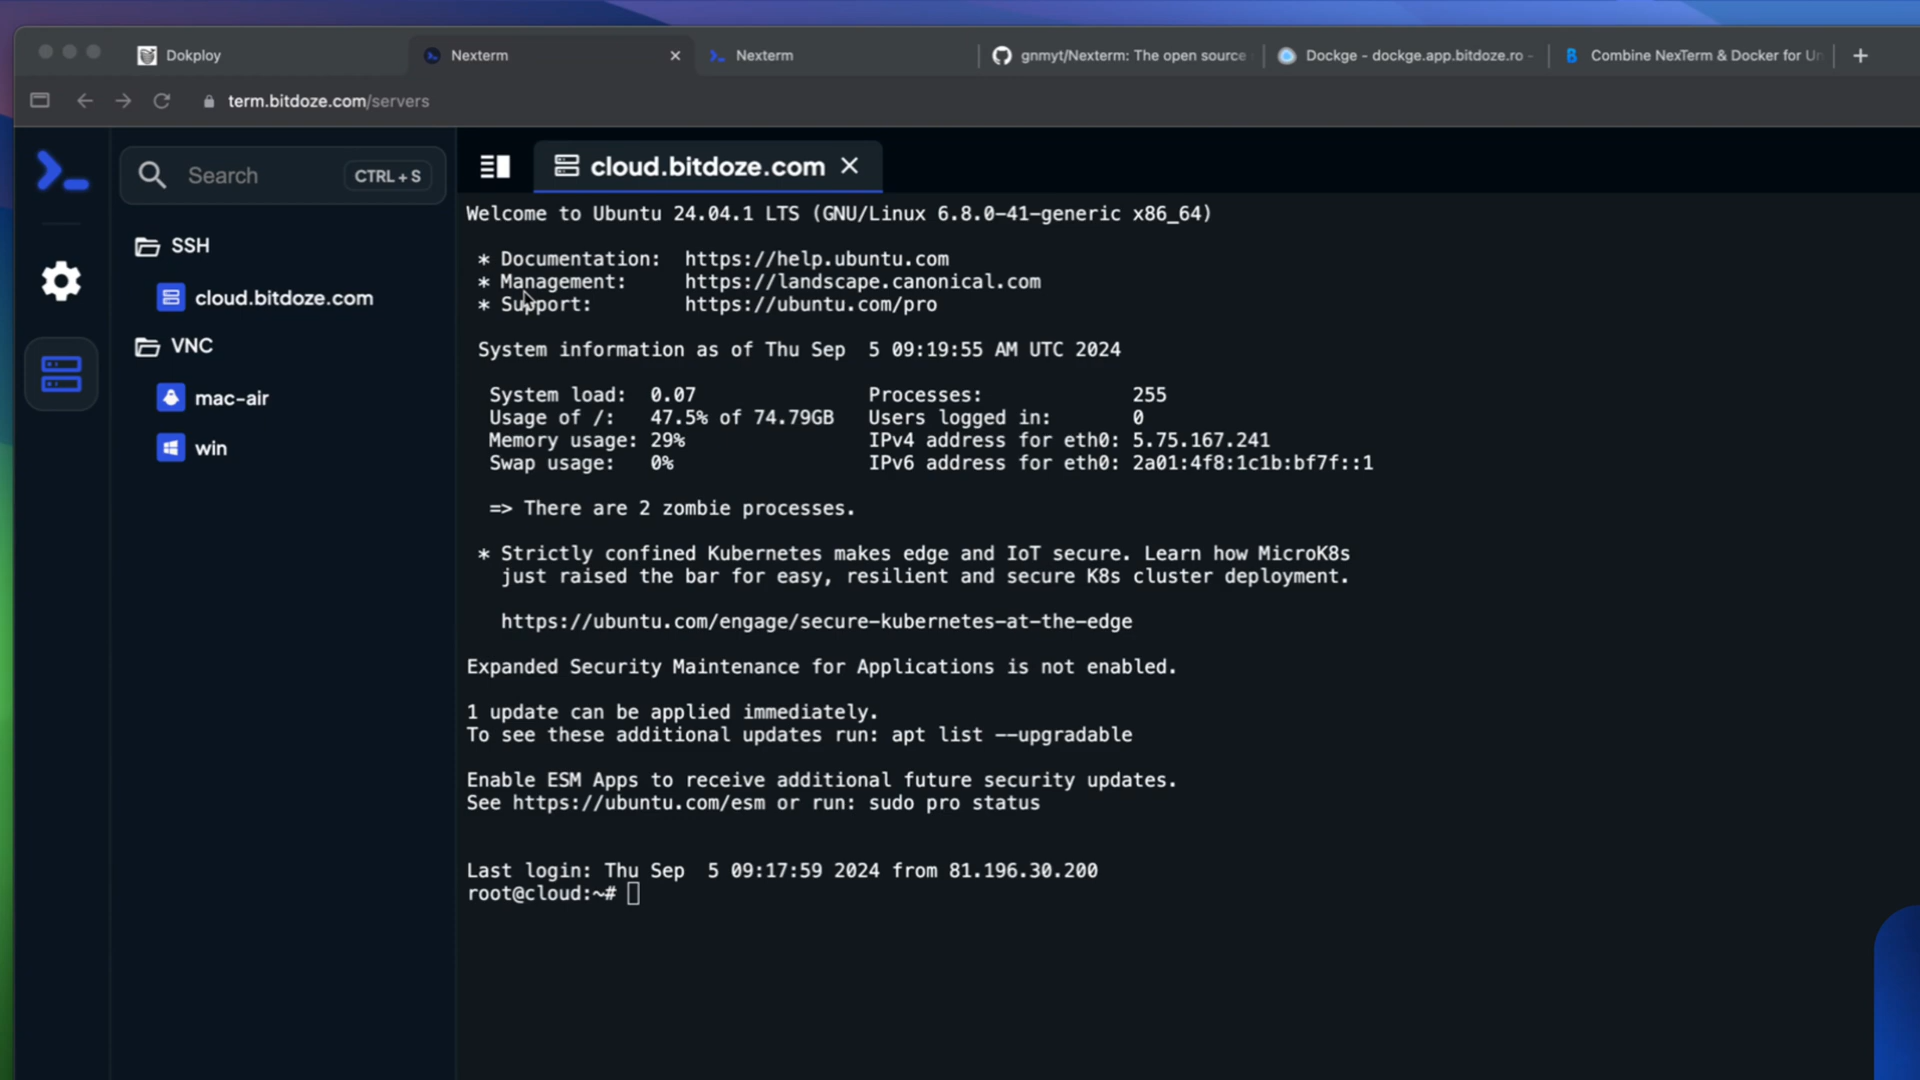 Dokploy
Nexterm
Nexterm
gnmyt/Nexterm: The open source
Dockge - dockge.app.bitdoze.ro -
Combine NexTerm & Docker for Un
term.bitdoze.com/servers
Search CTRL + S
SSH
cloud.bitdoze.com
VNC
mac-air
win
cloud.bitdoze.com
Welcome to Ubuntu 24.04.1 LTS (GNU/Linux 6.8.0-41-generic x86_64)
* Documentation: https://help.ubuntu.com
* Management: https://landscape.canonical.com
* Support: https://ubuntu.com/pro
System information as of Thu Sep 5 09:19:55 AM UTC 2024
System load: 0.07 Processes: 255
Usage of /: 47.5% of 74.79GB Users logged in: 0
Memory usage: 29% IPv4 address for eth0: 5.75.167.241
Swap usage: 0% IPv6 address for eth0: 2a01:4f8:1c1b:bf7f::1
=> There are 2 zombie processes.
* Strictly confined Kubernetes makes edge and IoT secure. Learn how MicroK8s
just raised the bar for easy, resilient and secure K8s cluster deployment.
https://ubuntu.com/engage/secure-kubernetes-at-the-edge
Expanded Security Maintenance for Applications is not enabled.
1 update can be applied immediately.
To see these additional updates run: apt list --upgradable
Enable ESM Apps to receive additional future security updates.
See https://ubuntu.com/esm or run: sudo pro status
Last login: Thu Sep 5 09:17:59 2024 from 81.196.30.200
root@cloud:~#